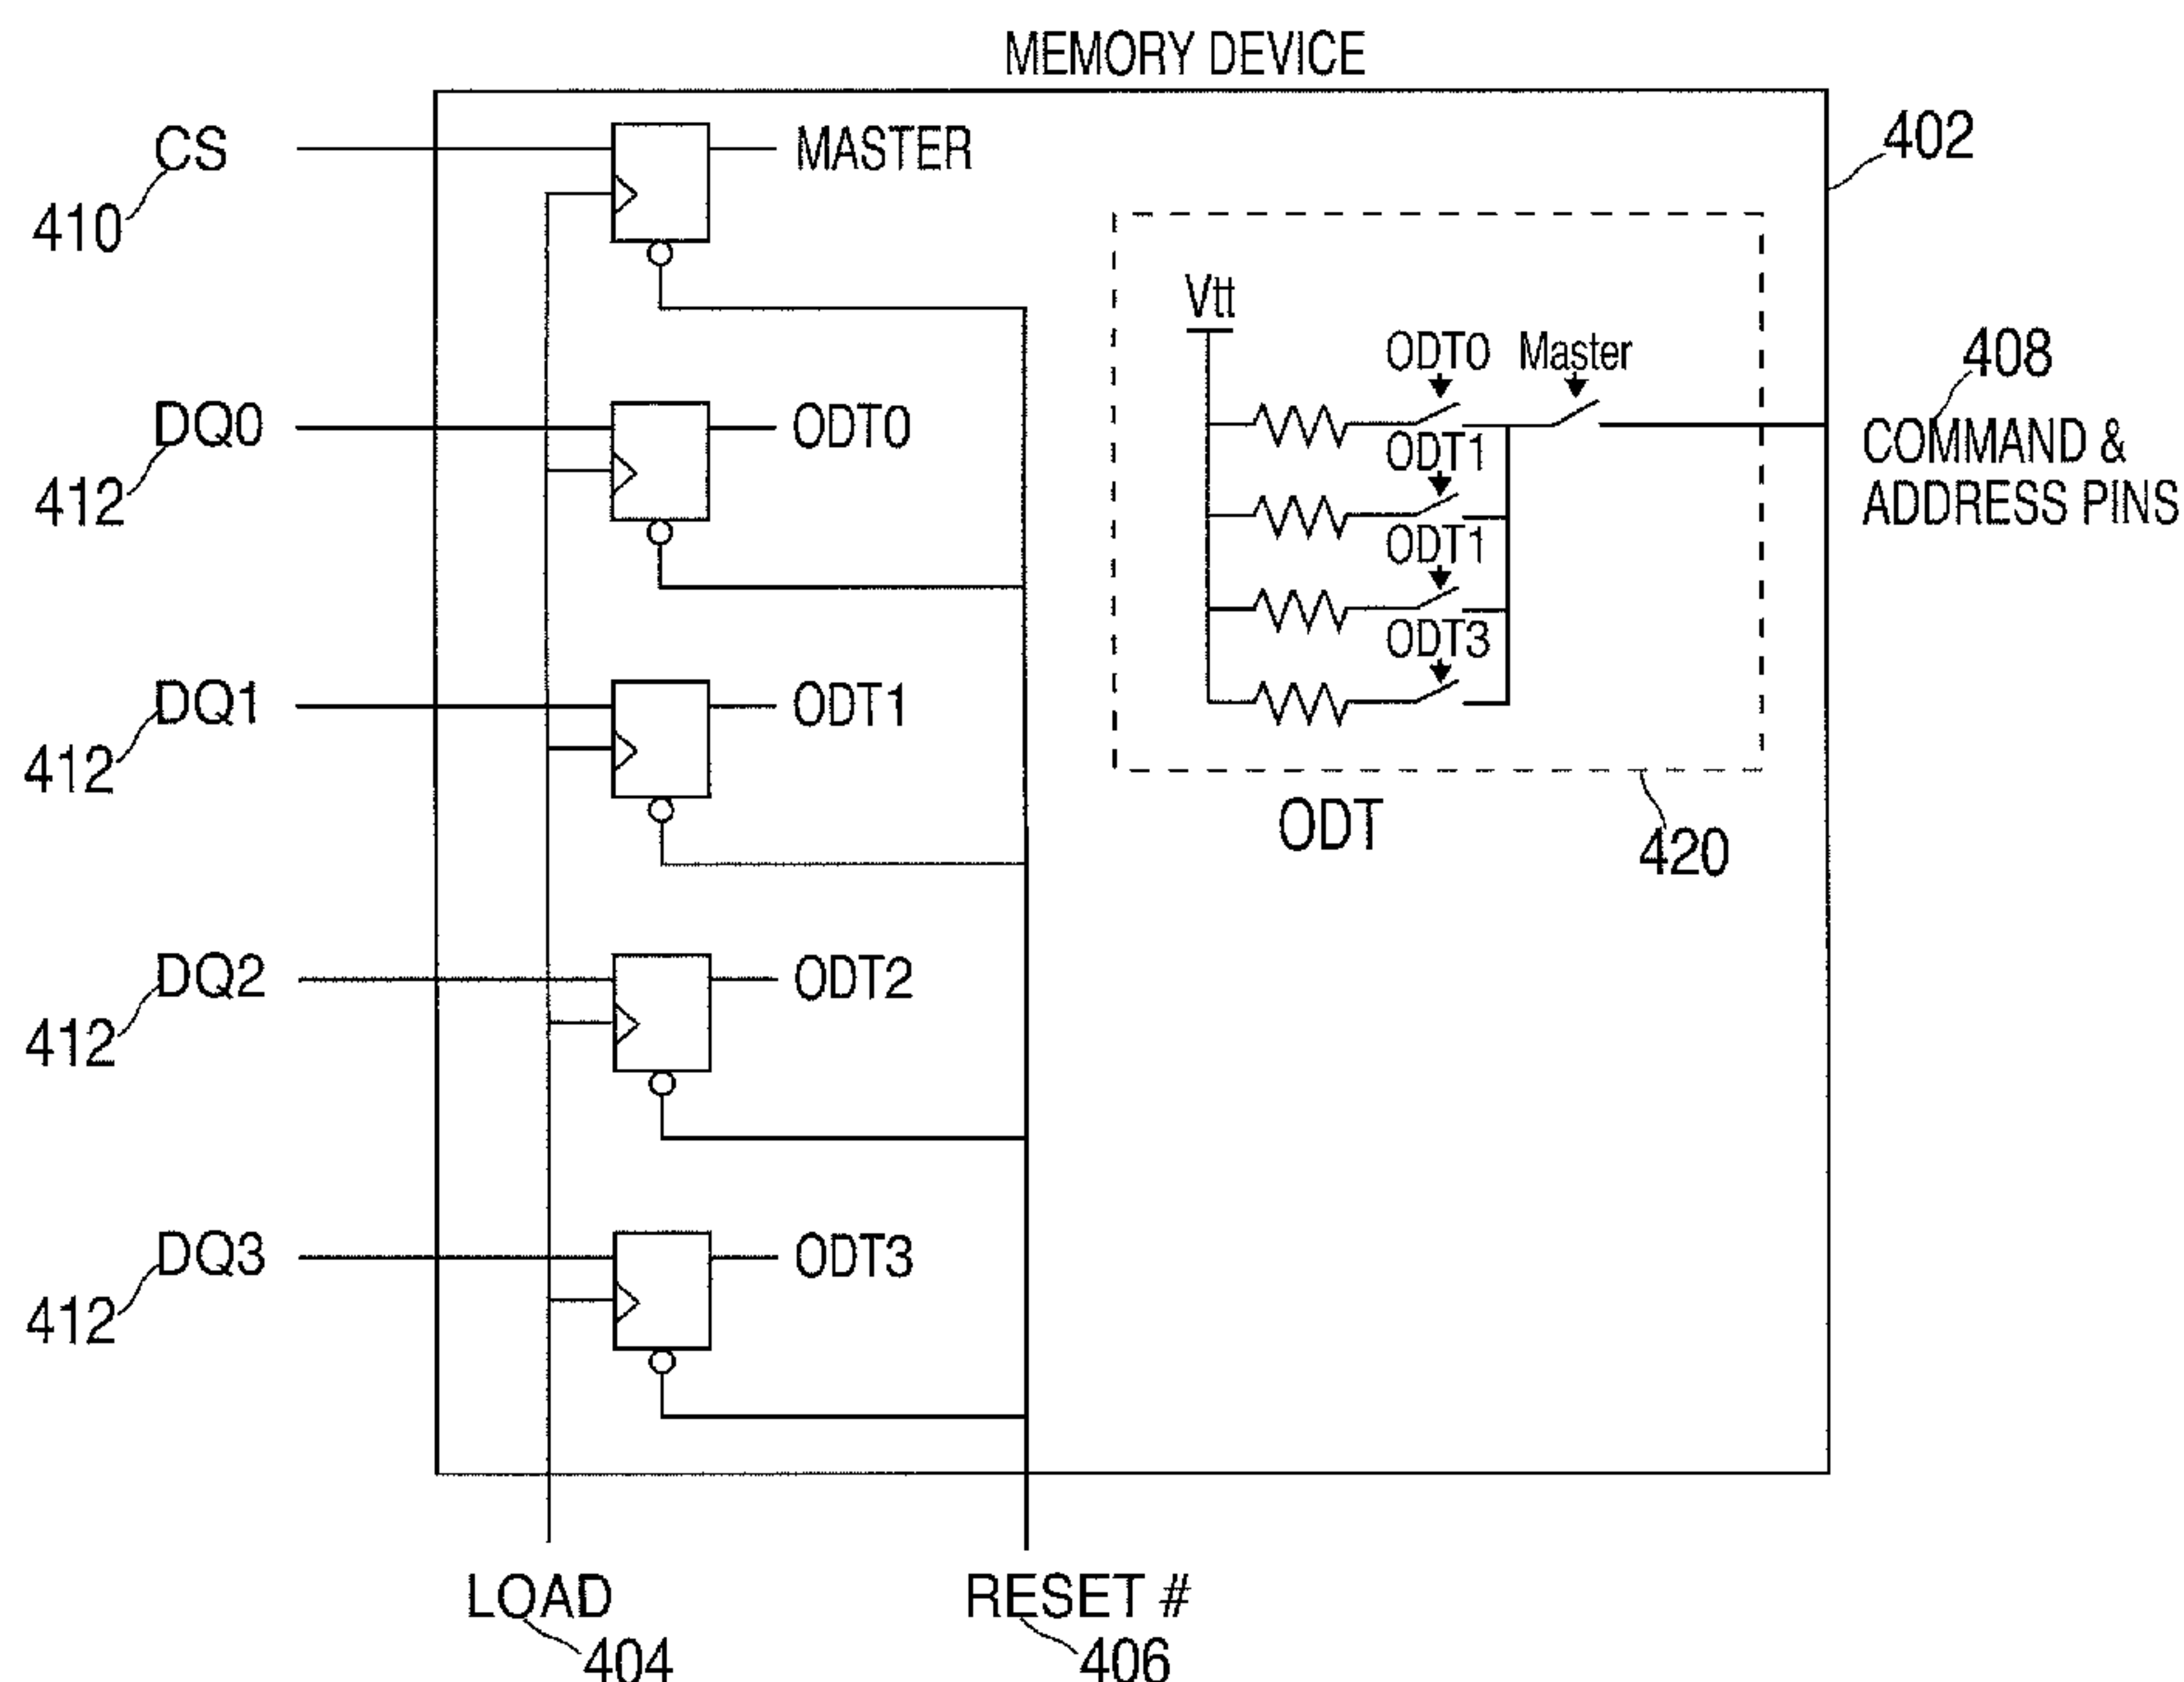 MEMORY DEVICE
CS
410
MASTER
402
Vtt
ODT0 Master
408
COMMAND &
ADDRESS PINS
DQ0
412
ODT0
ODT1
ODT1
ODT3
DQ1
412
ODT1
ODT
420
DQ2
412
ODT2
DQ3
412
ODT3
LOAD
404
RESET #
406